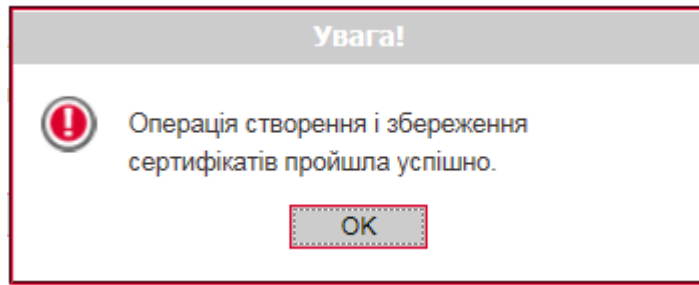 Увага!
Операція створення і збереження
сертифікатів пройшла успішно.
OK